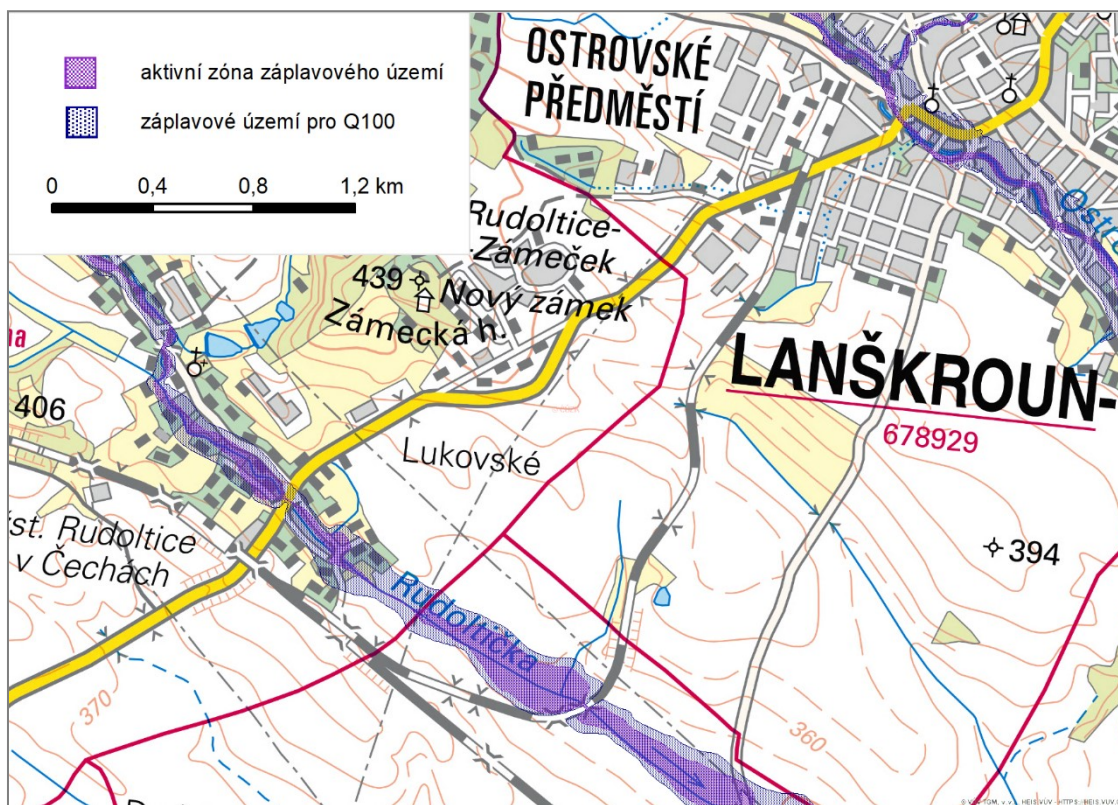 aktivní zóna záplavového území
záplavové území pro Q100
0 0,4 0,8 1,2 km
OSTROVSKÉ
PŘEDMĚSTÍ
Rudoltice-
Zámeček
439 Nový zámek
Zámecká h.
LANŠKROUN-
678929
406
Lukovské
st. Rudoltice
v Čechách
394
Rudoltička
370
360